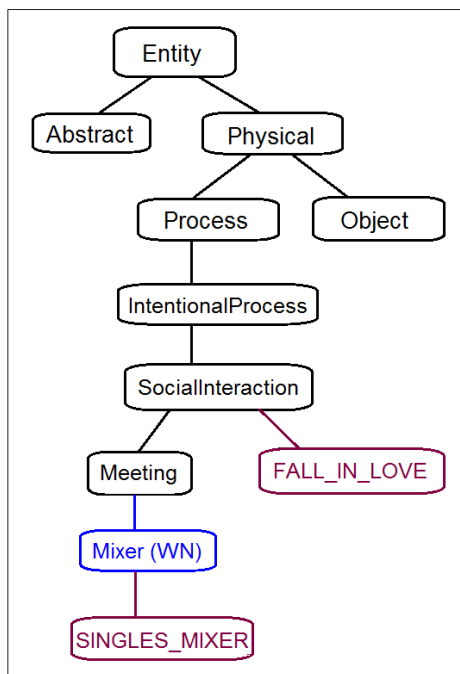 Entity
Abstract
Physical
Process
Object
IntentionalProcess
SocialInteraction
Meeting
FALL_IN_LOVE
Mixer (WN)
SINGLES_MIXER